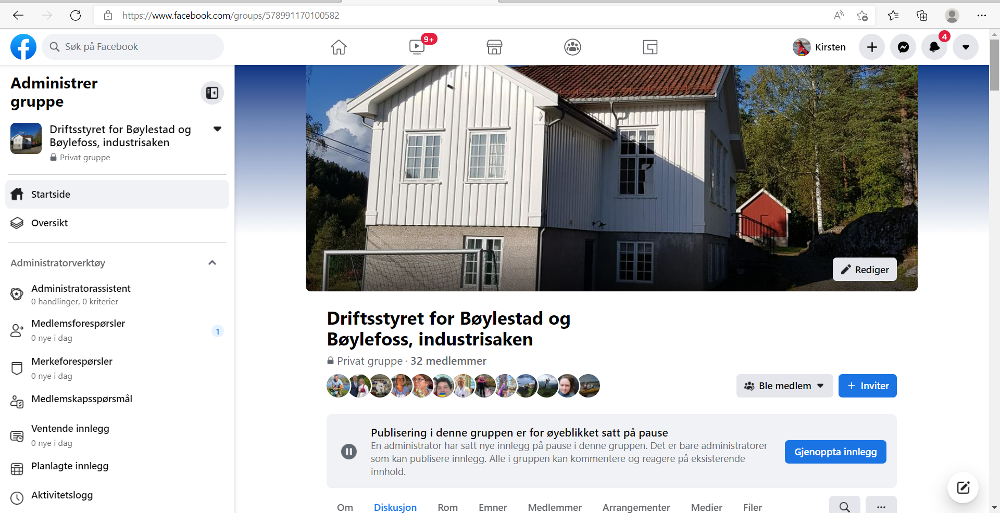 https://www.facebook.com/groups/578991170100582
Søk på Facebook
9+
Kirsten
4
Administrer
gruppe
Driftsstyret for Bøylestad og
Bøylefoss, industrisaken
Privat gruppe
Startside
Oversikt
Administratorverktøy
Administratorassistent
0 handlinger, 0 kriterier
Medlemsforespørsler
0 nye i dag
1
Merkeforespørsler
0 nye i dag
Medlemskapsspørsmål
Ventende innlegg
0 nye i dag
Planlagte innlegg
Aktivitetslogg
Rediger
Driftsstyret for Bøylestad og
Bøylefoss, industrisaken
Privat gruppe · 32 medlemmer
Ble medlem
+ Inviter
Publisering i denne gruppen er for øyeblikket satt på pause
En administrator har satt nye innlegg på pause i denne gruppen. Det er bare administratorer
som kan publisere innlegg. Alle i gruppen kan kommentere og reagere på eksisterende
innhold.
Gjenoppta innlegg
Om Diskusjon Rom Emner Medlemmer Arrangementer Medier Filer